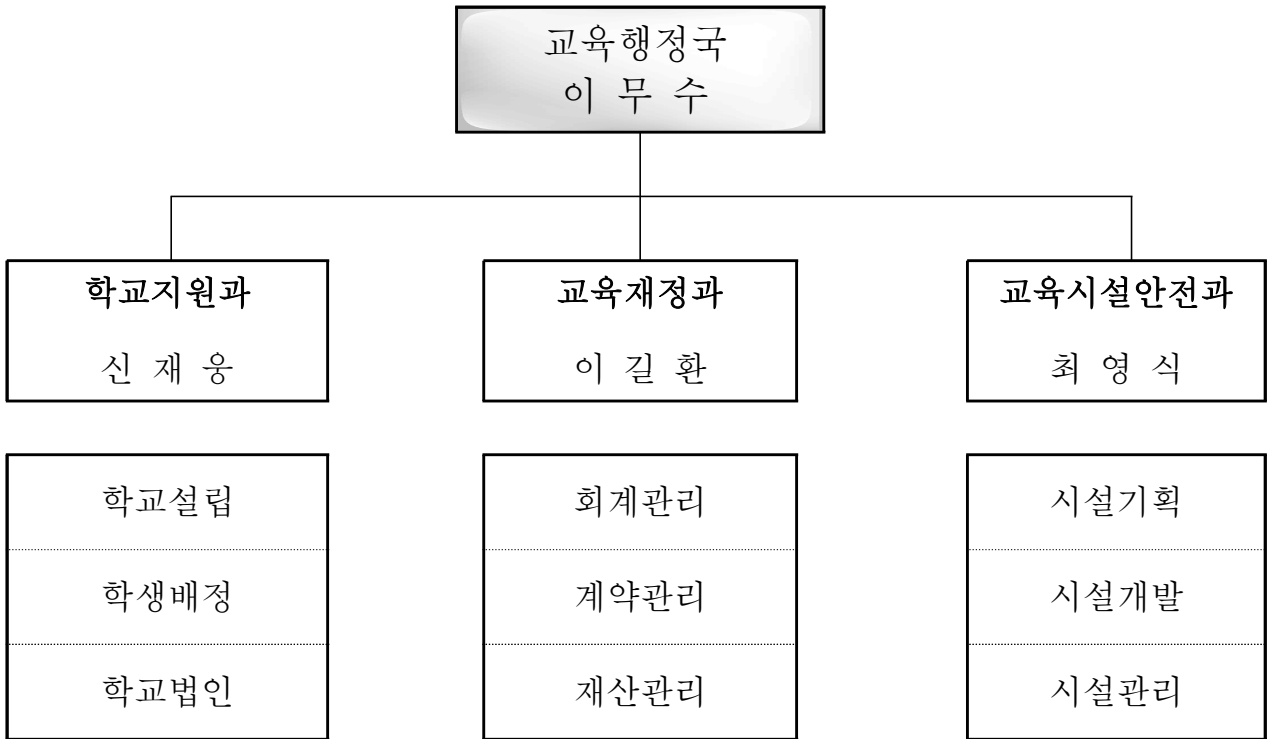 교육행정국
이 무 수
학교지원과
신 재 웅
교육재정과
이 길 환
교육시설안전과
최 영 식
학교설립
학생배정
학교법인
회계관리
계약관리
재산관리
시설기획
시설개발
시설관리